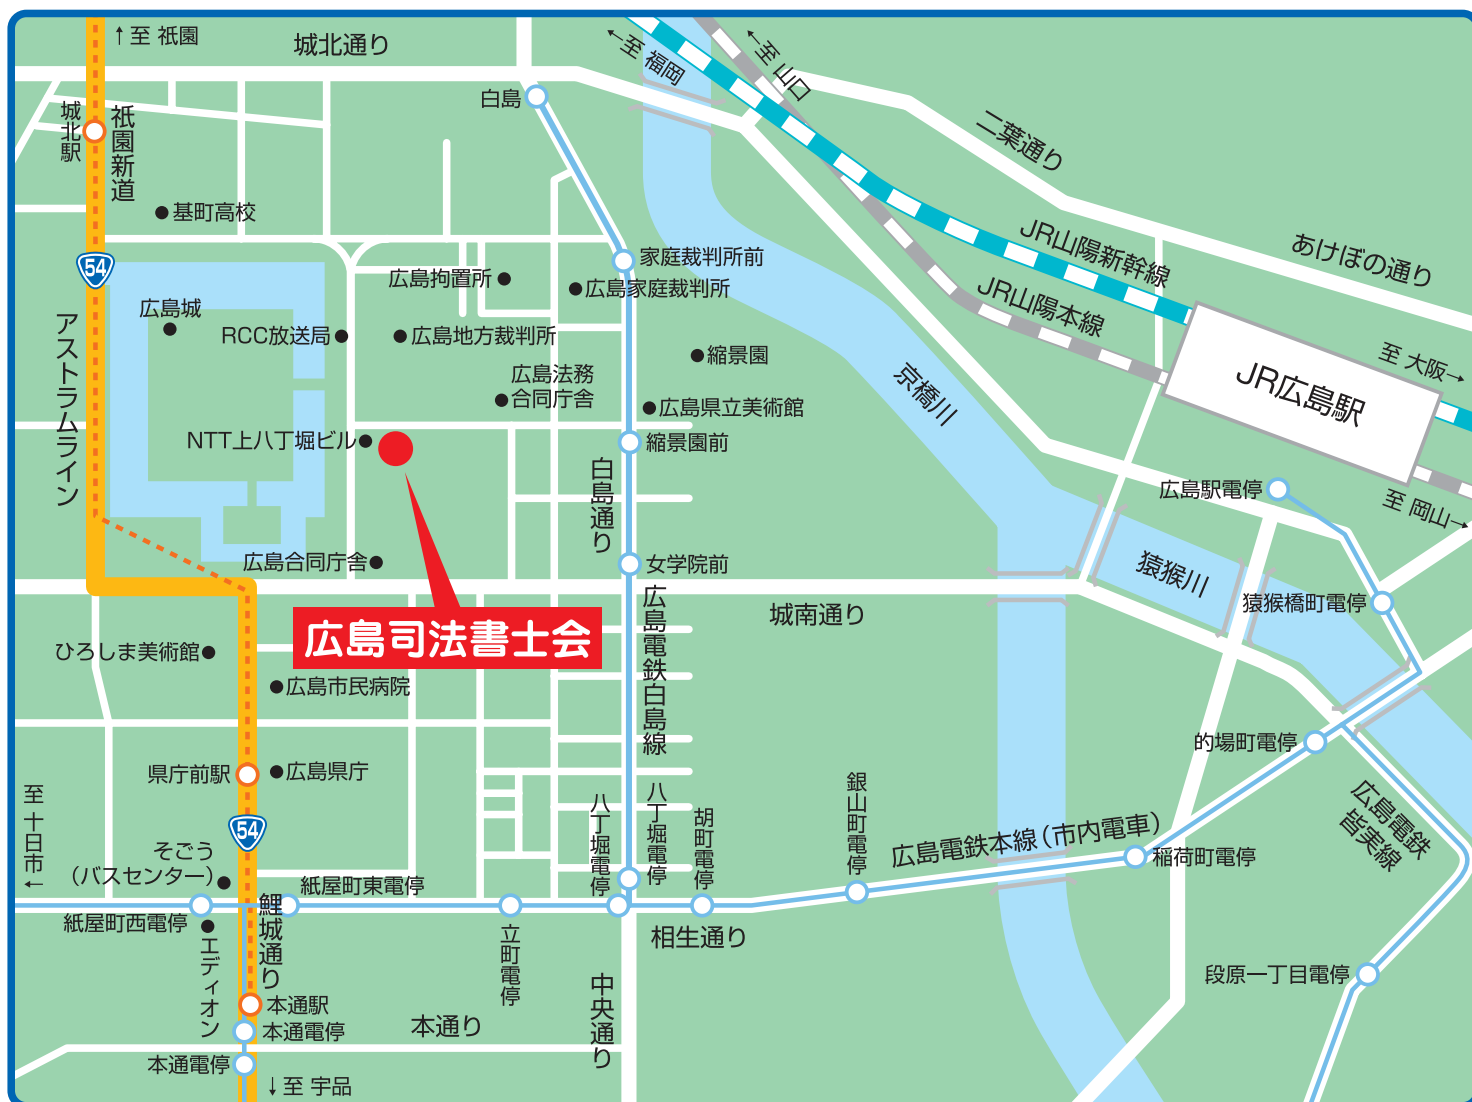 ↑至 祇園
城北通り
←至 福岡
←至 山口
白島
城北駅
祇園新道
二葉通り
基町高校
あけぼの通り
JR山陽新幹線
JR山陽本線
家庭裁判所前
広島拘置所
広島家庭裁判所
54
広島城
RCC放送局
広島地方裁判所
縮景園
至 大阪→
JR広島駅
アストラムライン
広島法務
合同庁舎
広島県立美術館
京橋川
NTT上八丁堀ビル
縮景園前
白島通り
広島駅電停
至 岡山→
広島合同庁舎
女学院前
猿猴川
猿猴橋町電停
広島司法書士会
城南通り
広島電鉄白島線
ひろしま美術館
広島市民病院
的場町電停
県庁前駅
広島県庁
至 十日市↓
54
八丁堀電停
八丁堀電停
胡町電停
銀山町電停
広島電鉄本線(市内電車)
広島電鉄
皆実線
稲荷町電停
そごう
(バスセンター)
紙屋町東電停
紙屋町西電停
鯉城通り
エディオン
立町電停
相生通り
中央通り
段原一丁目電停
本通駅
本通電停
本通り
本通電停
↓至 宇品